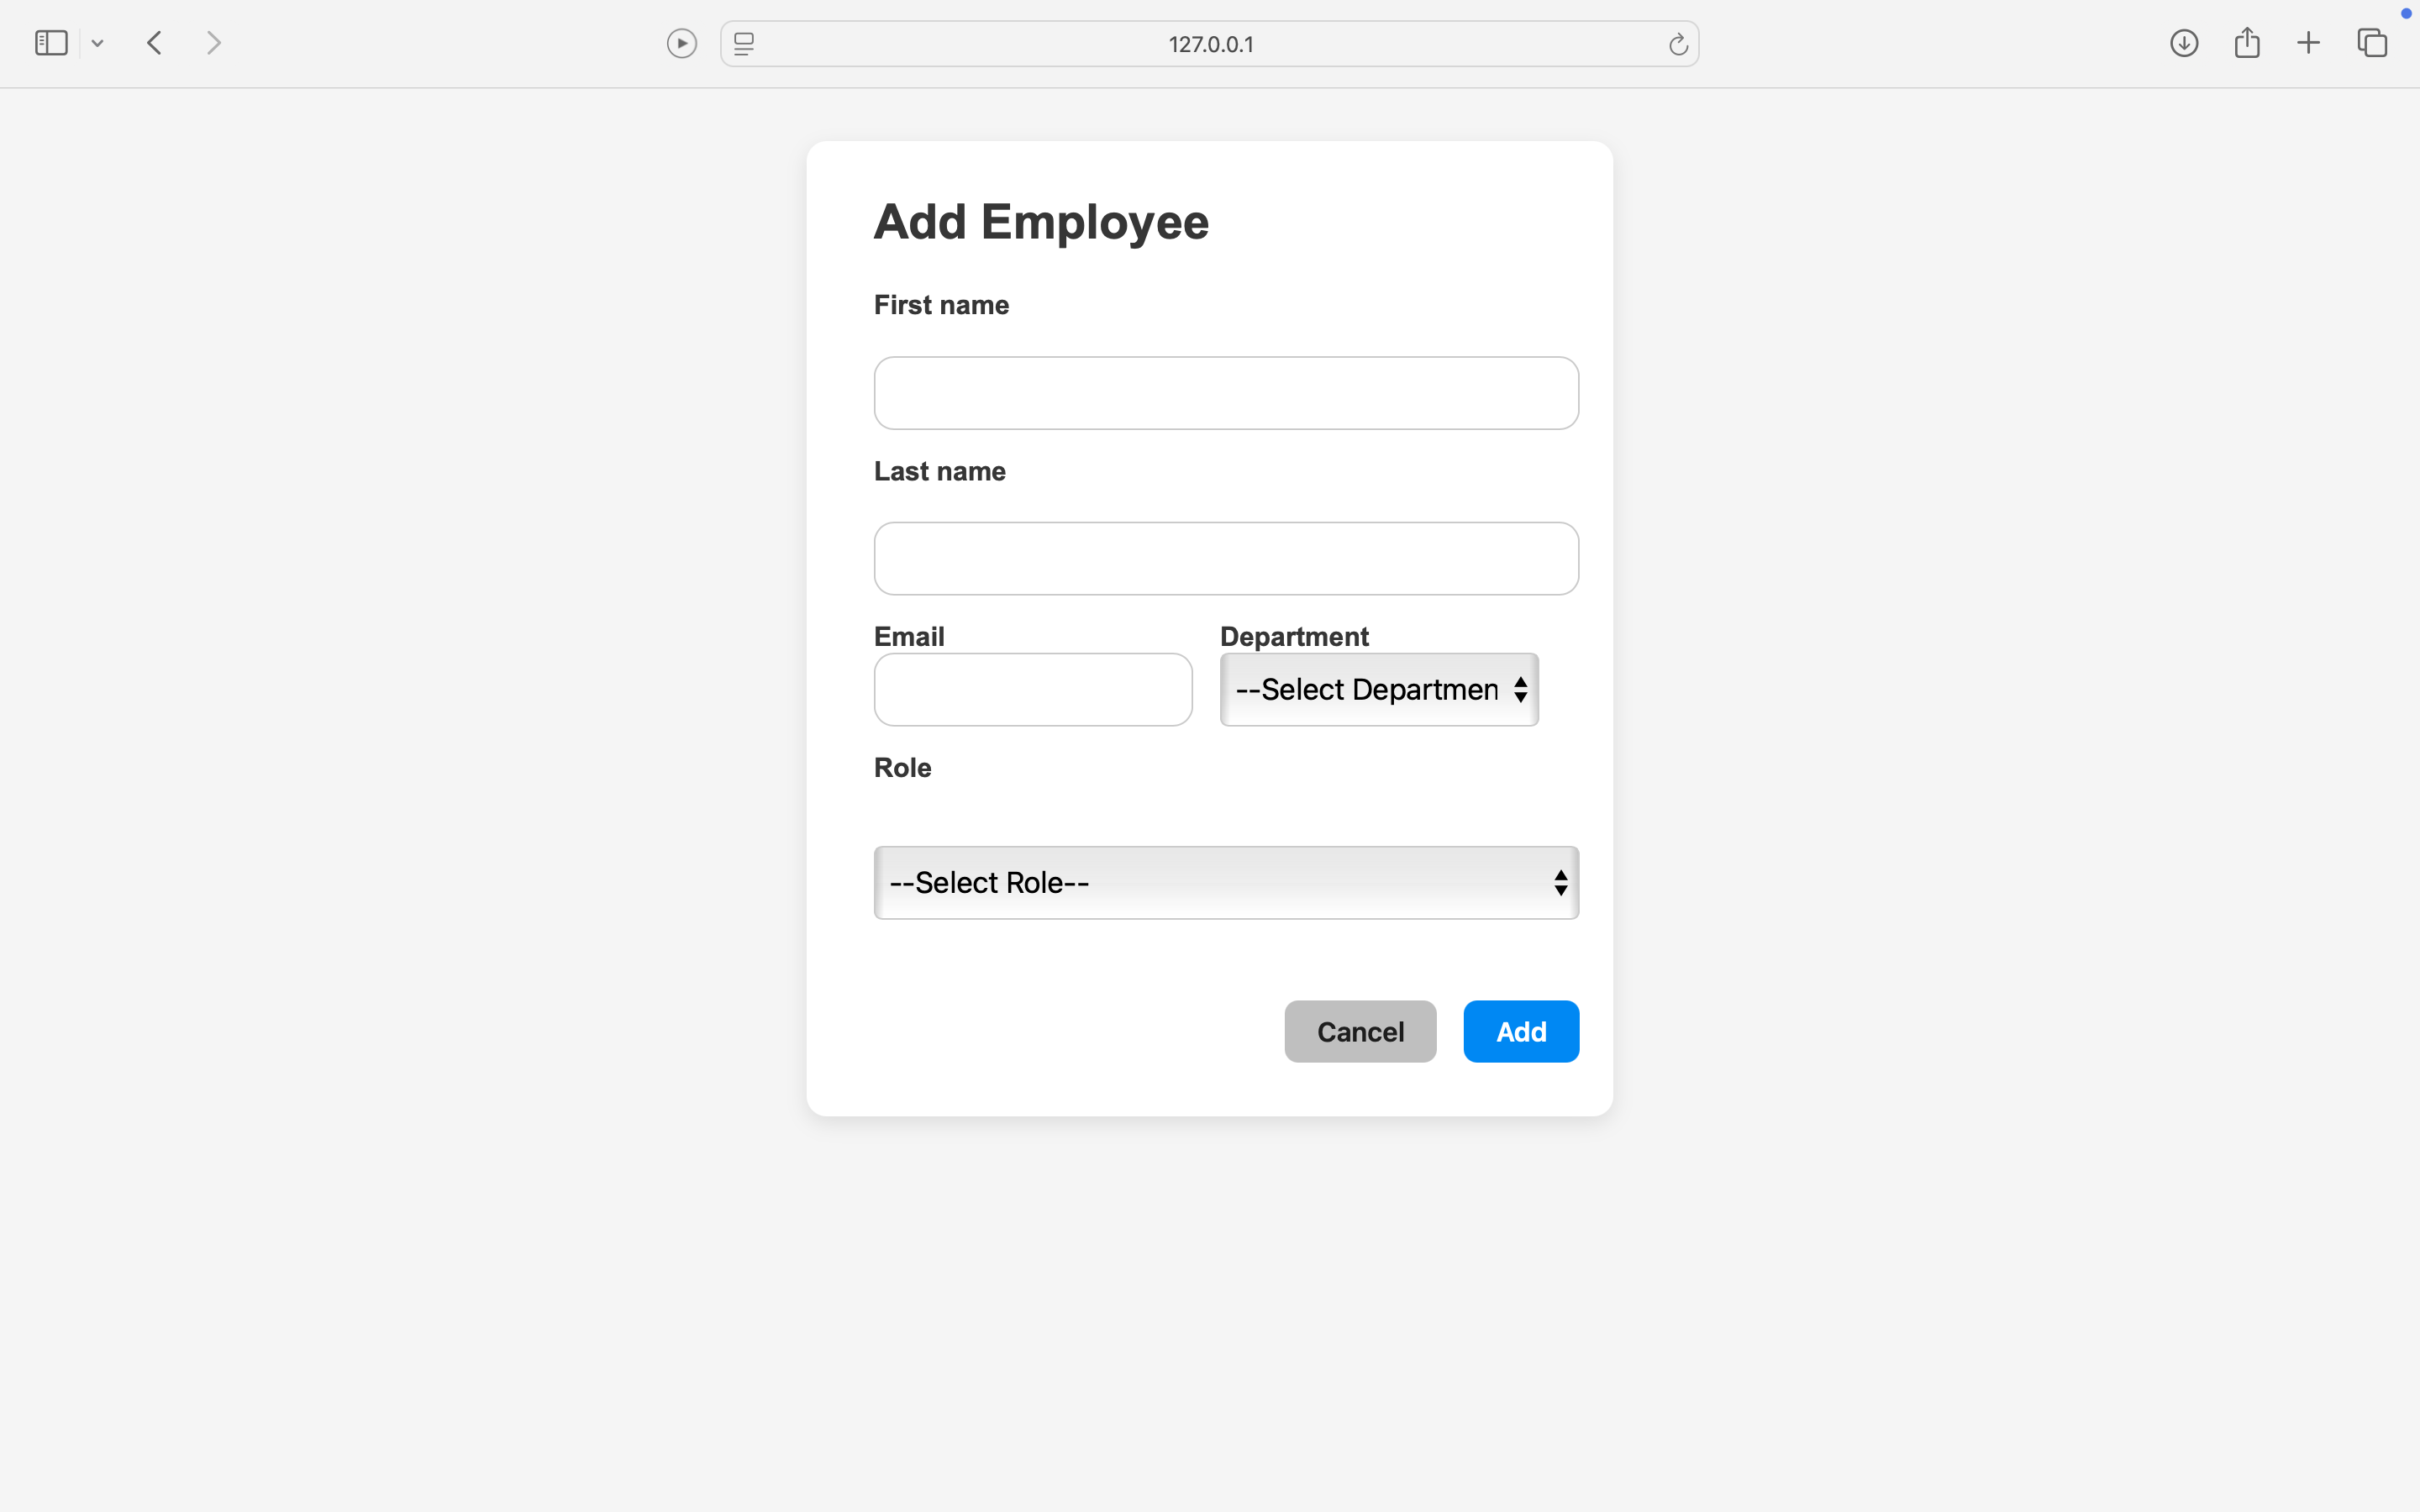 127.0.0.1
Add Employee
First name
Last name
Email Department
--Select Departmen
Role
--Select Role--
Cancel Add